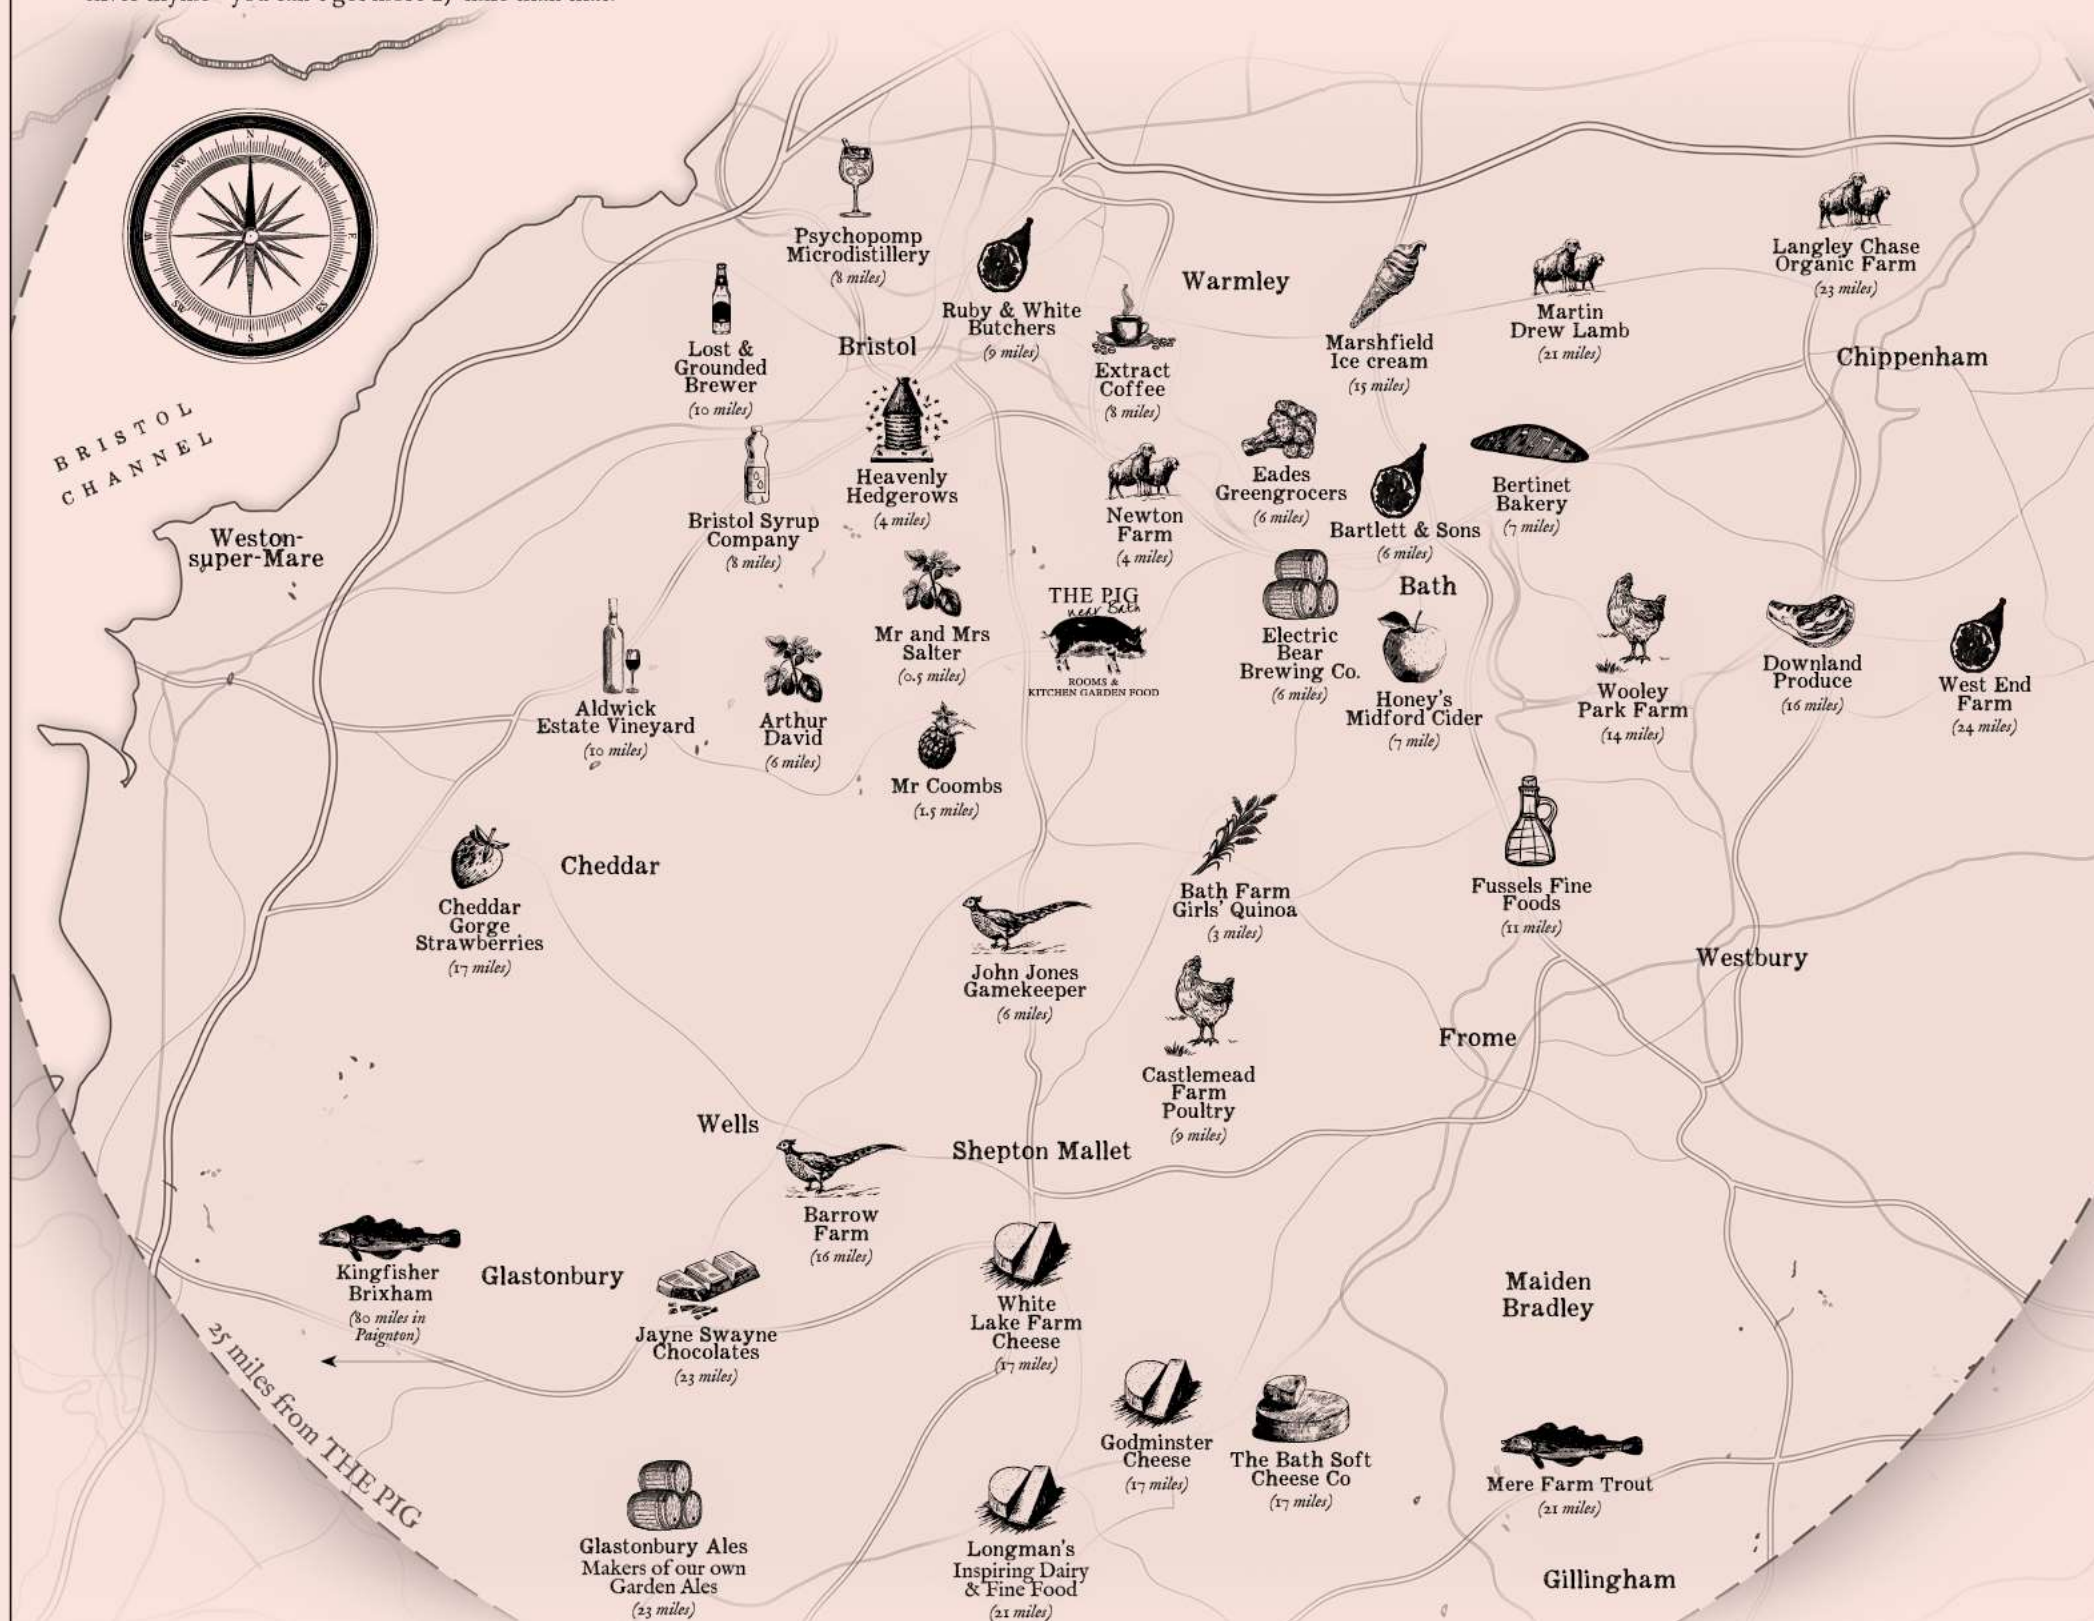 N
NE
E
ES
S
SW
W
NW
BRISTOL
CHANNEL
Psychopomp
Microdistillery
(8 miles)
Ruby & White
Butchers
(9 miles)
Warmley
Langley Chase
Organic Farm
(23 miles)
Lost &
Grounded
Brewer
(10 miles)
Bristol
Extract
Coffee
(8 miles)
Marshfield
Ice cream
(15 miles)
Martin
Drew Lamb
(21 miles)
Chippenham
Bristol Syrup
Company
(8 miles)
Heavenly
Hedgerows
(4 miles)
Newton
Farm
(4 miles)
Eades
Greengrocers
(6 miles)
Bartlett & Sons
(6 miles)
Bertinet
Bakery
(7 miles)
Weston-
super-Mare
Bath
Mr and Mrs
Salter
(0.5 miles)
THE PIG
near Bath
ROOMS &
KITCHEN GARDEN FOOD
Electric
Bear
Brewing Co.
(6 miles)
Honey's
Midford Cider
(7 mile)
Wooley
Park Farm
(14 miles)
Downland
Produce
(16 miles)
West End
Farm
(24 miles)
Aldwick
Estate Vineyard
(10 miles)
Arthur
David
(6 miles)
Mr Coombs
(1.5 miles)
Cheddar
Cheddar
Gorge
Strawberries
(17 miles)
John Jones
Gamekeeper
(6 miles)
Bath Farm
Girls' Quinoa
(3 miles)
Fussels Fine
Foods
(11 miles)
Westbury
Castlemead
Farm
Poultry
(9 miles)
Frome
Wells
Shepton Mallet
Barrow
Farm
(16 miles)
Kingfisher
Brixham
(80 miles in
Paignton)
Glastonbury
Jayne Swayne
Chocolates
(23 miles)
White
Lake Farm
Cheese
(17 miles)
Maiden
Bradley
25 miles from THE PIG
Godminster
Cheese
(17 miles)
The Bath Soft
Cheese Co
(17 miles)
Mere Farm Trout
(21 miles)
Glastonbury Ales
Makers of our own
Garden Ales
(23 miles)
Longman's
Inspiring Dairy
& Fine Food
(21 miles)
Gillingham